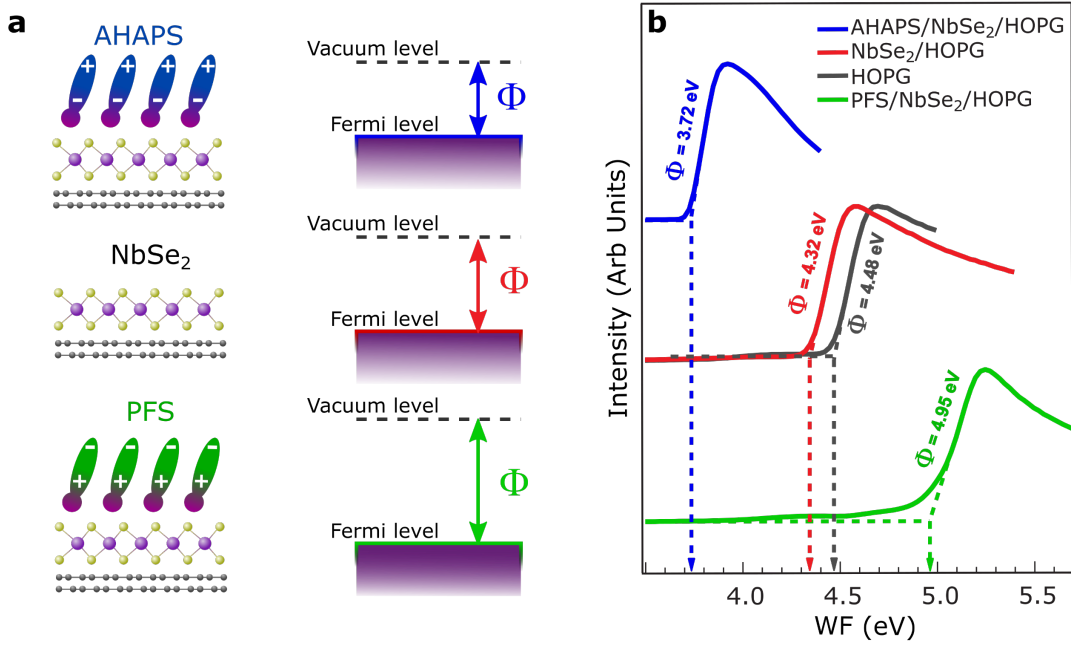 a
AHAPS
+ + + +
– – – –
Vacuum level
Φ
Fermi level
NbSe₂
Vacuum level
Φ
Fermi level
PFS
– – – –
+ + + +
Vacuum level
Φ
Fermi level
b
AHAPS/NbSe₂/HOPG
NbSe₂/HOPG
HOPG
PFS/NbSe₂/HOPG
Φ = 3.72 eV
Φ = 4.32 eV
Φ = 4.48 eV
Φ = 4.95 eV
Intensity (Arb Units)
4.0 4.5 5.0 5.5
WF (eV)